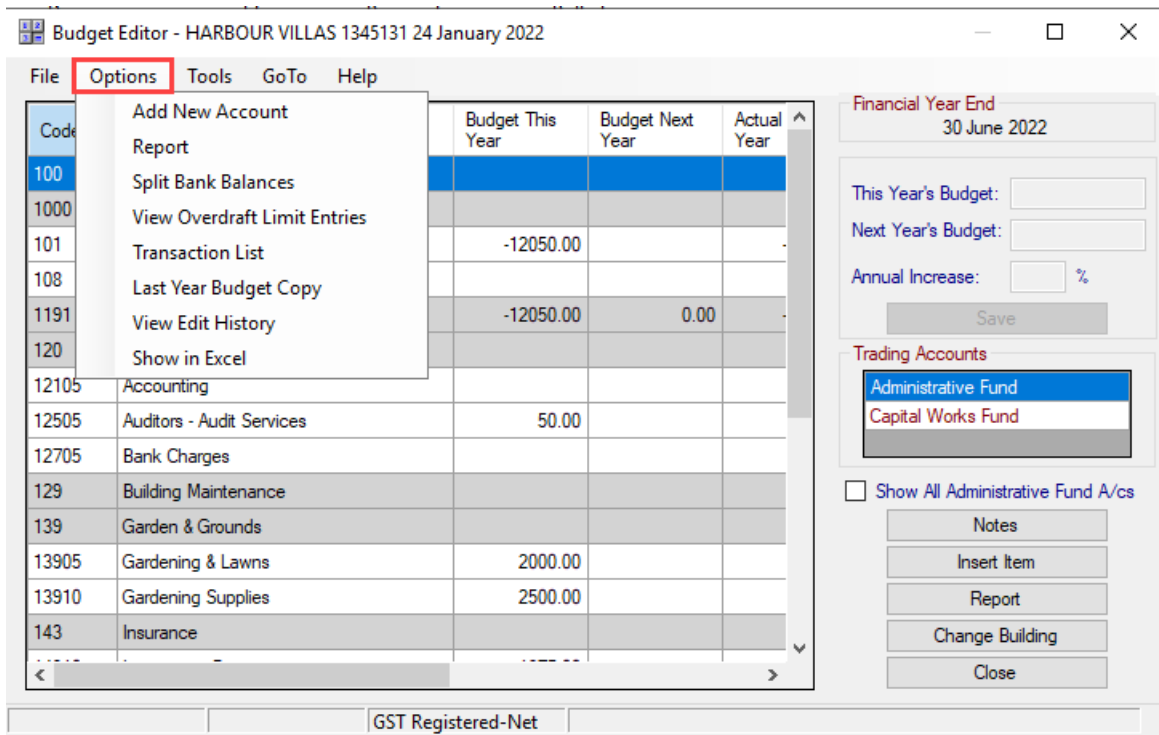 Budget Editor - HARBOUR VILLAS 1345131 24 January 2022
File Options Tools GoTo Help
Add New Account
Report
Split Bank Balances
View Overdraft Limit Entries
Transaction List
Last Year Budget Copy
View Edit History
Show in Excel
Code Budget This Year Budget Next Year Actual Year
100
1000
101 -12050.00
108
1191 -12050.00 0.00
120
12105 Accounting
12505 Auditors - Audit Services 50.00
12705 Bank Charges
129 Building Maintenance
139 Garden & Grounds
13905 Gardening & Lawns 2000.00
13910 Gardening Supplies 2500.00
143 Insurance
Financial Year End
30 June 2022
This Year's Budget:
Next Year's Budget:
Annual Increase: %
Save
Trading Accounts
Administrative Fund
Capital Works Fund
Show All Administrative Fund A/cs
Notes
Insert Item
Report
Change Building
Close
GST Registered-Net